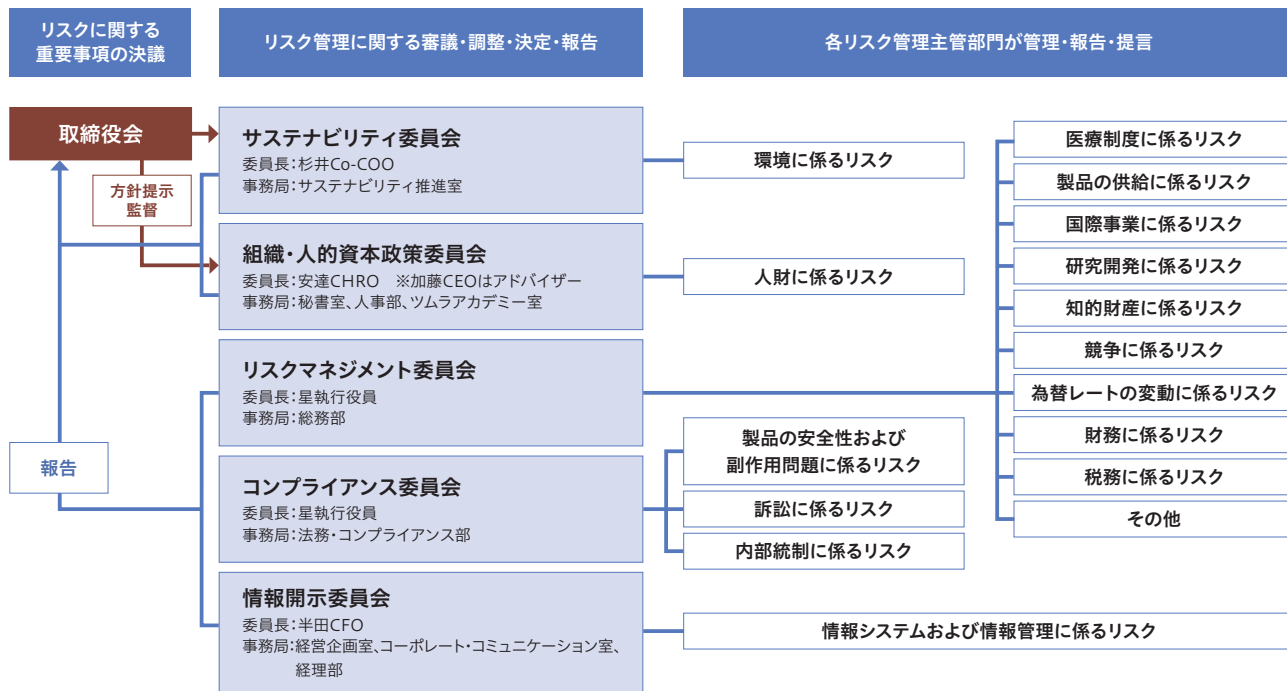 リスクに関する
重要事項の決議
リスク管理に関する審議・調整・決定・報告
各リスク管理主管部門が管理・報告・提言
取締役会
方針提示
監督
報告
サステナビリティ委員会
委員長：杉井Co-COO
事務局：サステナビリティ推進室
組織・人的資本政策委員会
委員長：安達CHRO　※加藤CEOはアドバイザー
事務局：秘書室、人事部、ツムラアカデミー室
リスクマネジメント委員会
委員長：星執行役員
事務局：総務部
コンプライアンス委員会
委員長：星執行役員
事務局：法務・コンプライアンス部
情報開示委員会
委員長：半田CFO
事務局：経営企画室、コーポレート・コミュニケーション室、
経理部
環境に係るリスク
人財に係るリスク
製品の安全性および
副作用問題に係るリスク
訴訟に係るリスク
内部統制に係るリスク
医療制度に係るリスク
製品の供給に係るリスク
国際事業に係るリスク
研究開発に係るリスク
知的財産に係るリスク
競争に係るリスク
為替レートの変動に係るリスク
財務に係るリスク
税務に係るリスク
その他
情報システムおよび情報管理に係るリスク